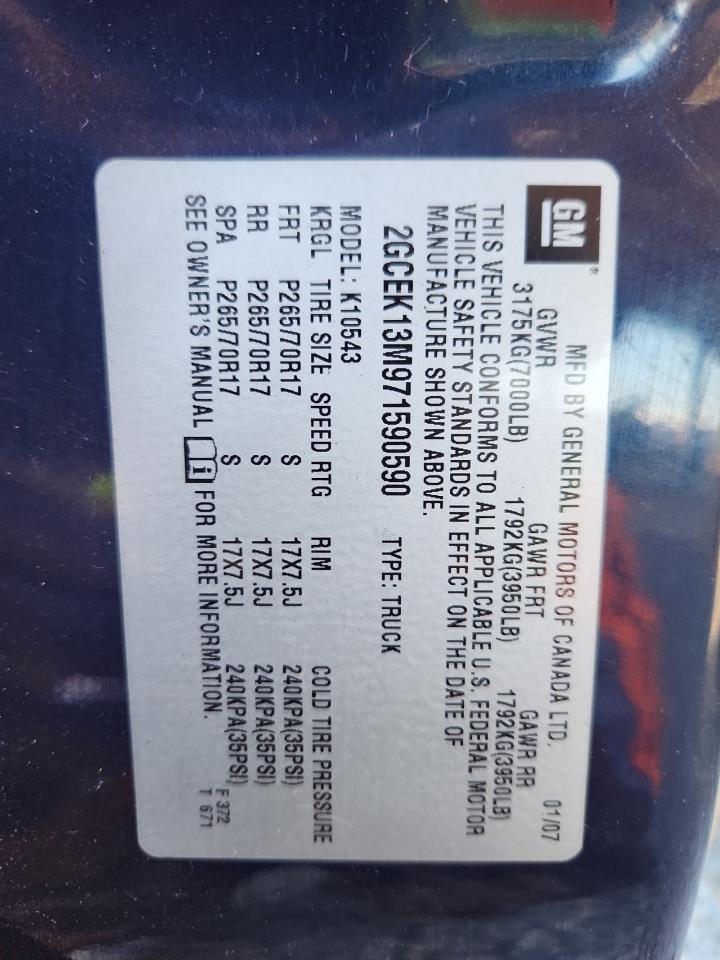 GM®
MFD BY GENERAL MOTORS OF CANADA LTD. 01/07
GVWR GAWR FRT GAWR RR
3175KG(7000LB) 1792KG(3950LB) 1792KG(3950LB)
THIS VEHICLE CONFORMS TO ALL APPLICABLE U.S. FEDERAL MOTOR
VEHICLE SAFETY STANDARDS IN EFFECT ON THE DATE OF
MANUFACTURE SHOWN ABOVE.
2GCEK13M971590590 TYPE: TRUCK
MODEL: K10543
KRGL TIRE SIZE SPEED RTG RIM COLD TIRE PRESSURE
FRT P265/70R17 S 17X7.5J 240KPA(35PSI)
RR P265/70R17 S 17X7.5J 240KPA(35PSI)
SPA P265/70R17 S 17X7.5J 240KPA(35PSI)
SEE OWNER'S MANUAL i FOR MORE INFORMATION.
F 372
T 671